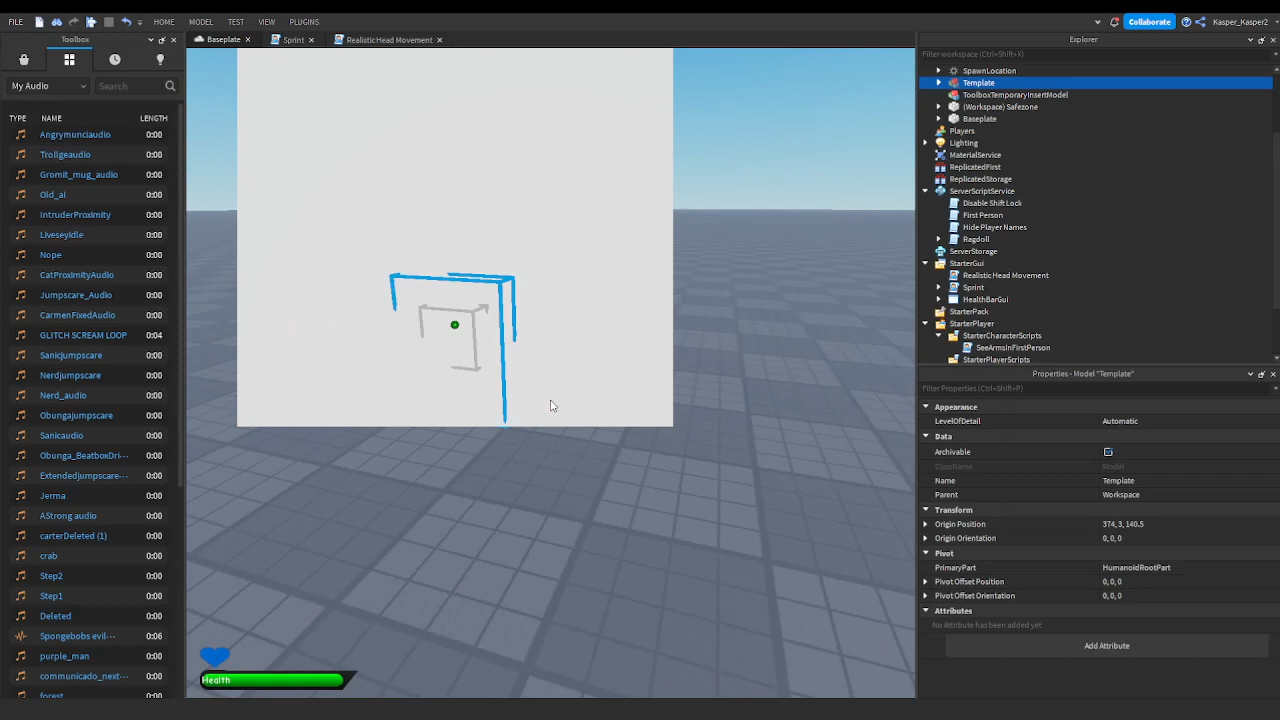 FILE HOME MODEL TEST VIEW PLUGINS Collaborate Kasper_Kasper2
Toolbox
Baseplate Sprint RealisticHead Movement
Explorer
Filter workspace (Ctrl+Shift+X)
My Audio Search
TYPE NAME LENGTH
Angrymunciaudio 0:00
Trollgeaudio 0:00
Gromit_mug_audio 0:00
Old_ai 0:00
IntruderProximity 0:00
Liveseyidle 0:00
Nope 0:00
CatProximityAudio 0:00
Jumpscare_Audio 0:00
CarmenFixedAudio 0:00
GLITCH SCREAM LOOP 0:04
Sanicjumpscare 0:00
Nerdjumpscare 0:00
Nerd_audio 0:00
Obungajumpscare 0:00
Sanicaudio 0:00
Obunga_BeatboxDri··· 0:00
Extendedjumpscare··· 0:00
Jerma 0:00
AStrong audio 0:00
carterDeleted (1) 0:00
crab 0:00
Step2 0:00
Step1 0:00
Deleted 0:00
Spongebobs evil··· 0:06
purple_man 0:00
communicado_next··· 0:00
forest 0:00
Health
SpawnLocation
Template
ToolboxTemporaryInsertModel
(Workspace) Safezone
Baseplate
Players
Lighting
MaterialService
ReplicatedFirst
ReplicatedStorage
ServerScriptService
Disable Shift Lock
First Person
Hide Player Names
Ragdoll
ServerStorage
StarterGui
Realistic Head Movement
Sprint
HealthBarGui
StarterPack
StarterPlayer
StarterCharacterScripts
SeeArmsInFirstPerson
StarterPlayerScripts
Properties - Model "Template"
Filter Properties (Ctrl+Shift+P)
Appearance
LevelOfDetail Automatic
Data
Archivable
ClassName Model
Name Template
Parent Workspace
Transform
Origin Position 374, 3, 140.5
Origin Orientation 0, 0, 0
Pivot
PrimaryPart HumanoidRootPart
Pivot Offset Position 0, 0, 0
Pivot Offset Orientation 0, 0, 0
Attributes
No Attribute has been added yet
Add Attribute